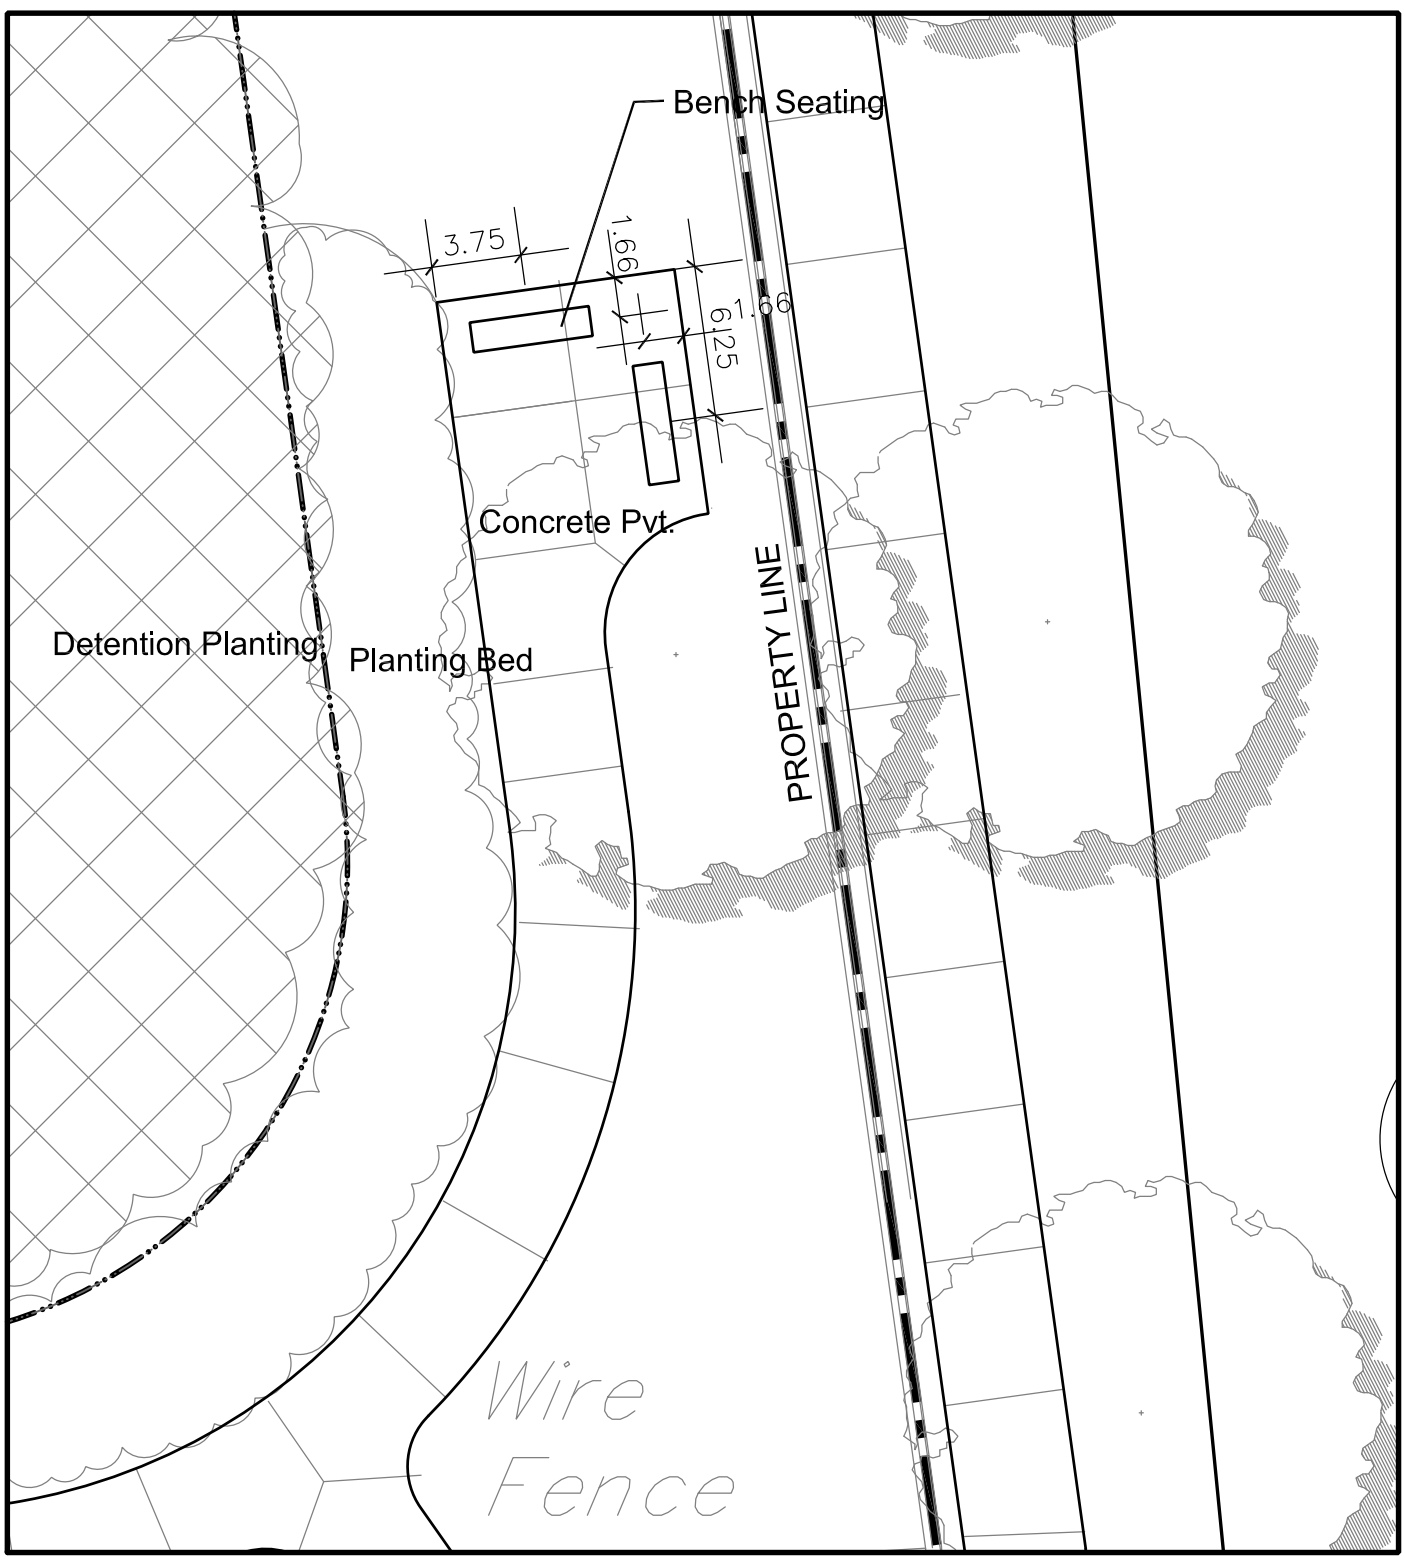 Bench Seating
3.75
1.66
1.66
6.25
Concrete Pvt.
PROPERTY LINE
Detention Planting
Planting Bed
Wire
Fence